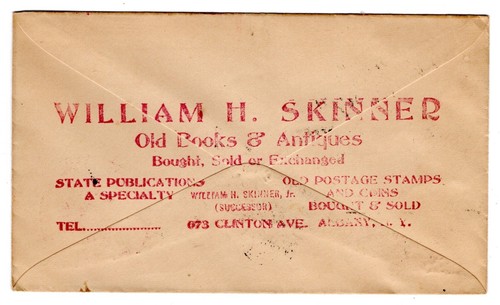 WILLIAM H. SKINNER
Old Books & Antiques
Bought, Sold or Exchanged
STATE PUBLICATIONS
A SPECIALTY
WILLIAM H. SKINNER, Jr.
(SUCCESSOR)
OLD POSTAGE STAMPS
AND COINS
BOUGHT & SOLD
TEL......................
673 CLINTON AVE. ALBANY, N. Y.